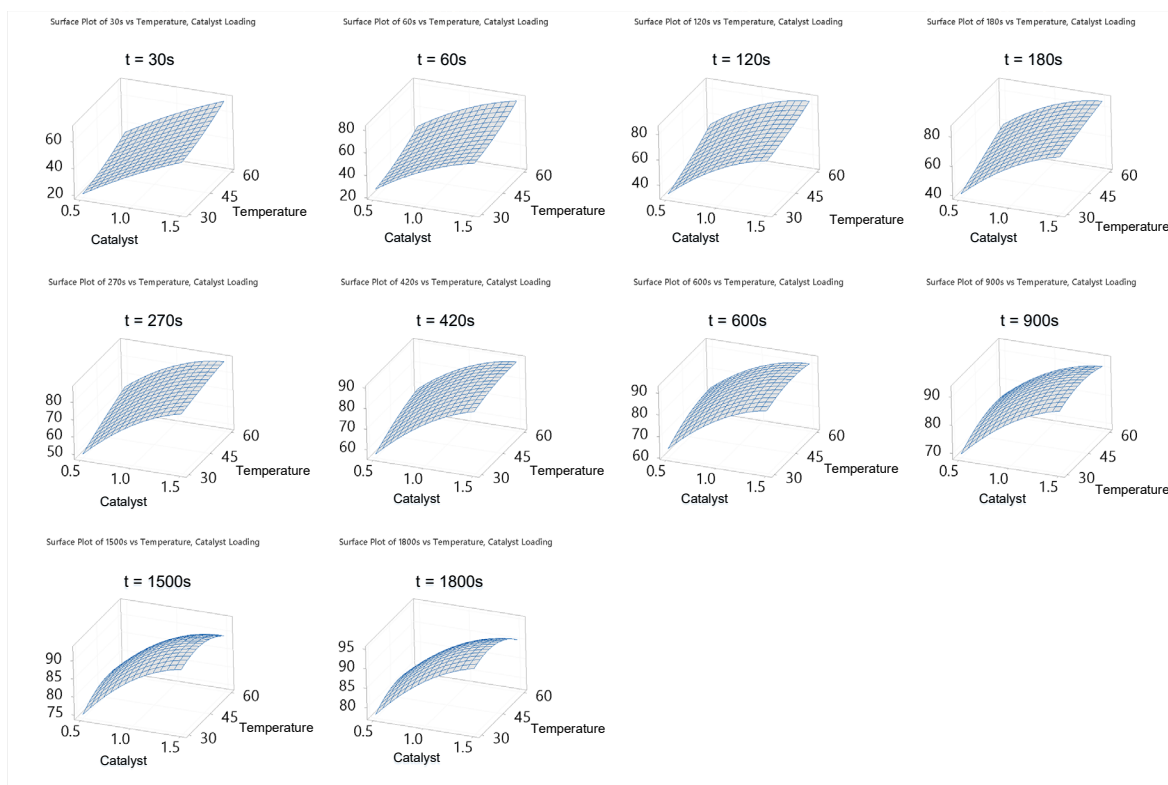 Surface Plot of 30s vs Temperature, Catalyst Loading
t = 30s
60
40
20
0.5
1.0
1.5
30
45
60
Temperature
Catalyst
Surface Plot of 60s vs Temperature, Catalyst Loading
t = 60s
80
60
40
20
0.5
1.0
1.5
30
45
60
Temperature
Catalyst
Surface Plot of 120s vs Temperature, Catalyst Loading
t = 120s
80
60
40
0.5
1.0
1.5
30
45
60
Temperature
Catalyst
Surface Plot of 180s vs Temperature, Catalyst Loading
t = 180s
80
60
40
0.5
1.0
1.5
30
45
60
Temperature
Catalyst
Surface Plot of 270s vs Temperature, Catalyst Loading
t = 270s
80
70
60
50
0.5
1.0
1.5
30
45
60
Temperature
Catalyst
Surface Plot of 420s vs Temperature, Catalyst Loading
t = 420s
90
80
70
60
0.5
1.0
1.5
30
45
60
Temperature
Catalyst
Surface Plot of 600s vs Temperature, Catalyst Loading
t = 600s
90
80
70
60
0.5
1.0
1.5
30
45
60
Temperature
Catalyst
Surface Plot of 900s vs Temperature, Catalyst Loading
t = 900s
90
80
70
0.5
1.0
1.5
30
45
60
Temperature
Catalyst
Surface Plot of 1500s vs Temperature, Catalyst Loading
t = 1500s
90
85
80
75
0.5
1.0
1.5
30
45
60
Temperature
Catalyst
Surface Plot of 1800s vs Temperature, Catalyst Loading
t = 1800s
95
90
85
80
0.5
1.0
1.5
30
45
60
Temperature
Catalyst